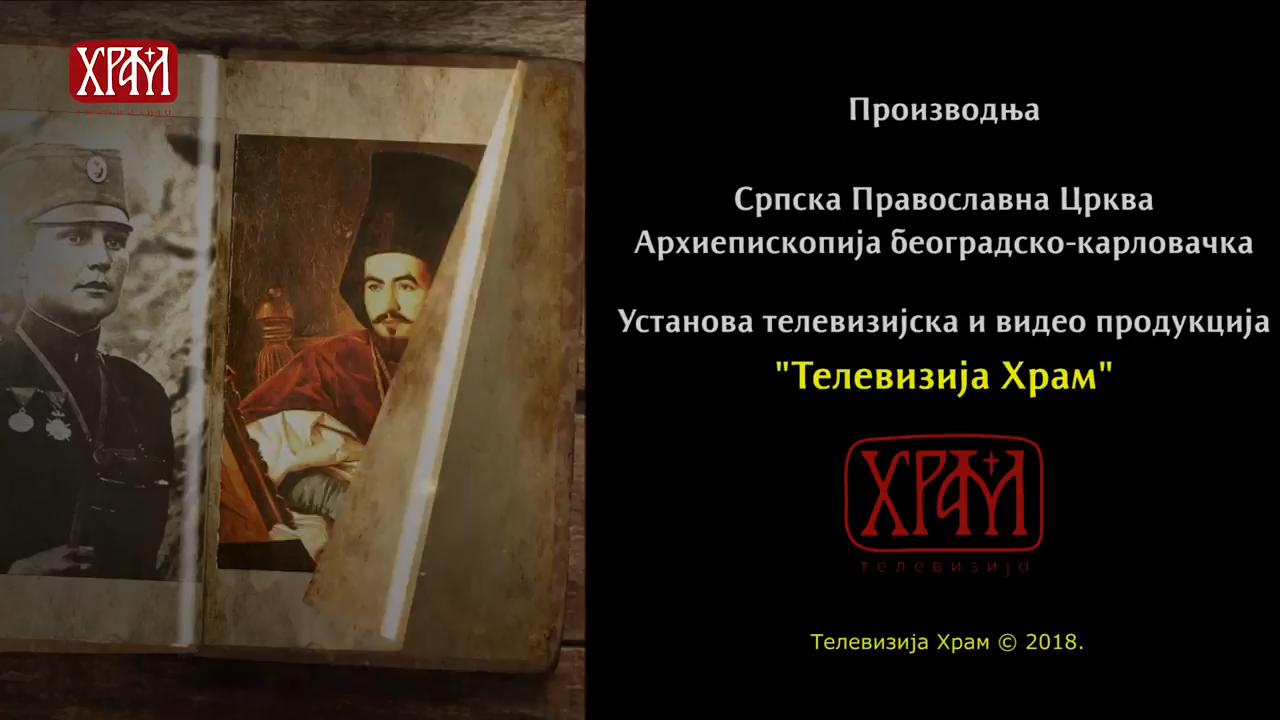 ХРАМ
телевизији
Производња
Српска Православна Црква
Архиепископија београдско-карловачка
Установа телевизијска и видео продукција
"Телевизија Храм"
ХРАМ
телевизија
Телевизија Храм © 2018.